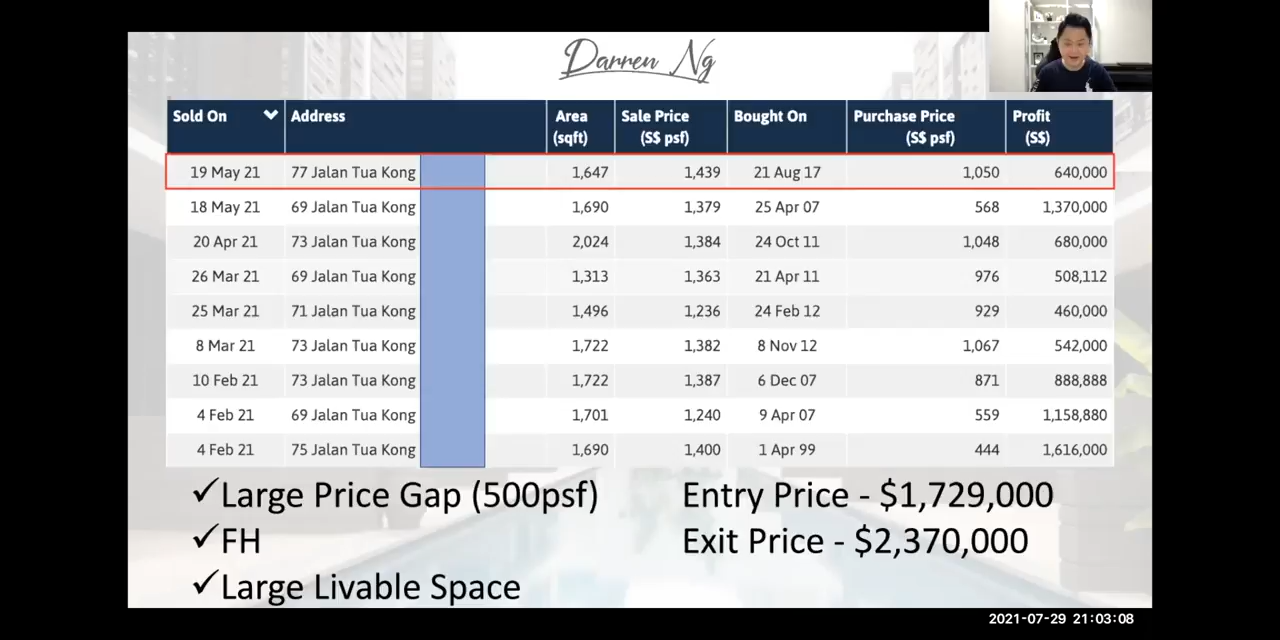 Darren Ng
Sold On Address Area (sqft) Sale Price (S$ psf) Bought On Purchase Price (S$ psf) Profit (S$)
19 May 21 77 Jalan Tua Kong 1,647 1,439 21 Aug 17 1,050 640,000
18 May 21 69 Jalan Tua Kong 1,690 1,379 25 Apr 07 568 1,370,000
20 Apr 21 73 Jalan Tua Kong 2,024 1,384 24 Oct 11 1,048 680,000
26 Mar 21 69 Jalan Tua Kong 1,313 1,363 21 Apr 11 976 508,112
25 Mar 21 71 Jalan Tua Kong 1,496 1,236 24 Feb 12 929 460,000
8 Mar 21 73 Jalan Tua Kong 1,722 1,382 8 Nov 12 1,067 542,000
10 Feb 21 73 Jalan Tua Kong 1,722 1,387 6 Dec 07 871 888,888
4 Feb 21 69 Jalan Tua Kong 1,701 1,240 9 Apr 07 559 1,158,880
4 Feb 21 75 Jalan Tua Kong 1,690 1,400 1 Apr 99 444 1,616,000
✓Large Price Gap (500psf)
✓FH
✓Large Livable Space
Entry Price - $1,729,000
Exit Price - $2,370,000
2021-07-29 21:03:08